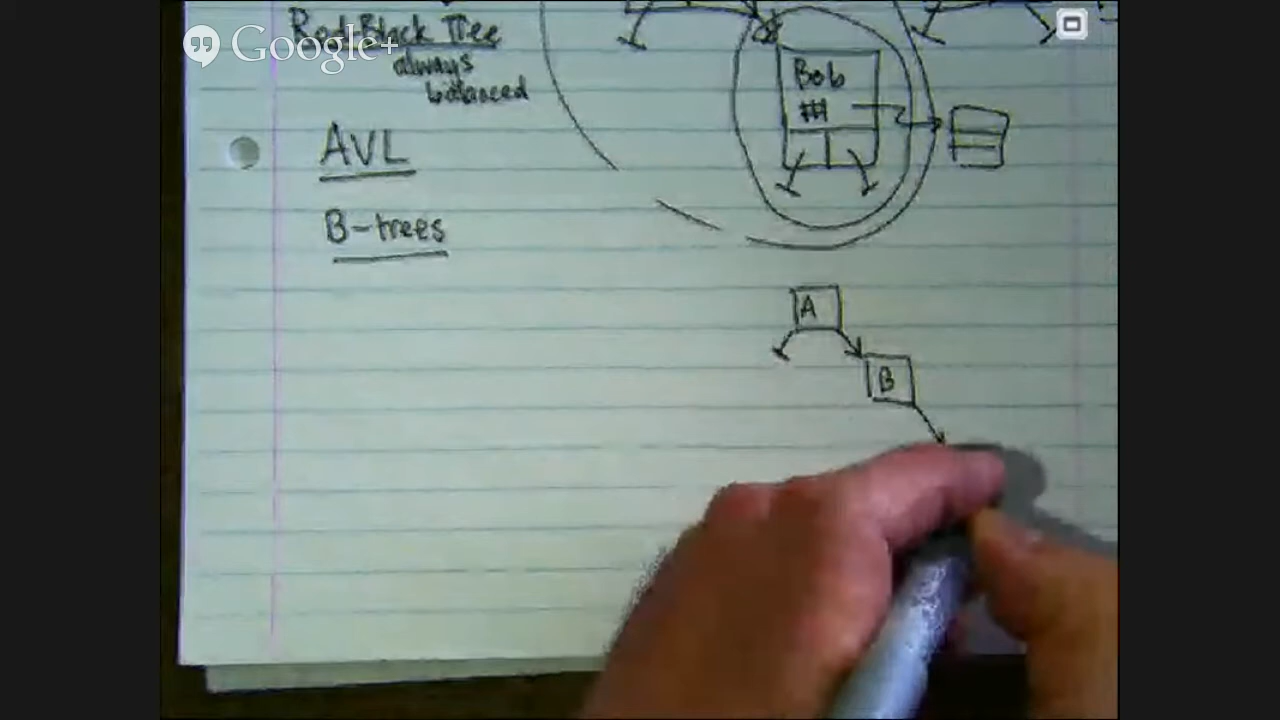 Red-Black Tree
Google+
always
balanced
Bob
###
AVL
B-trees
A
B